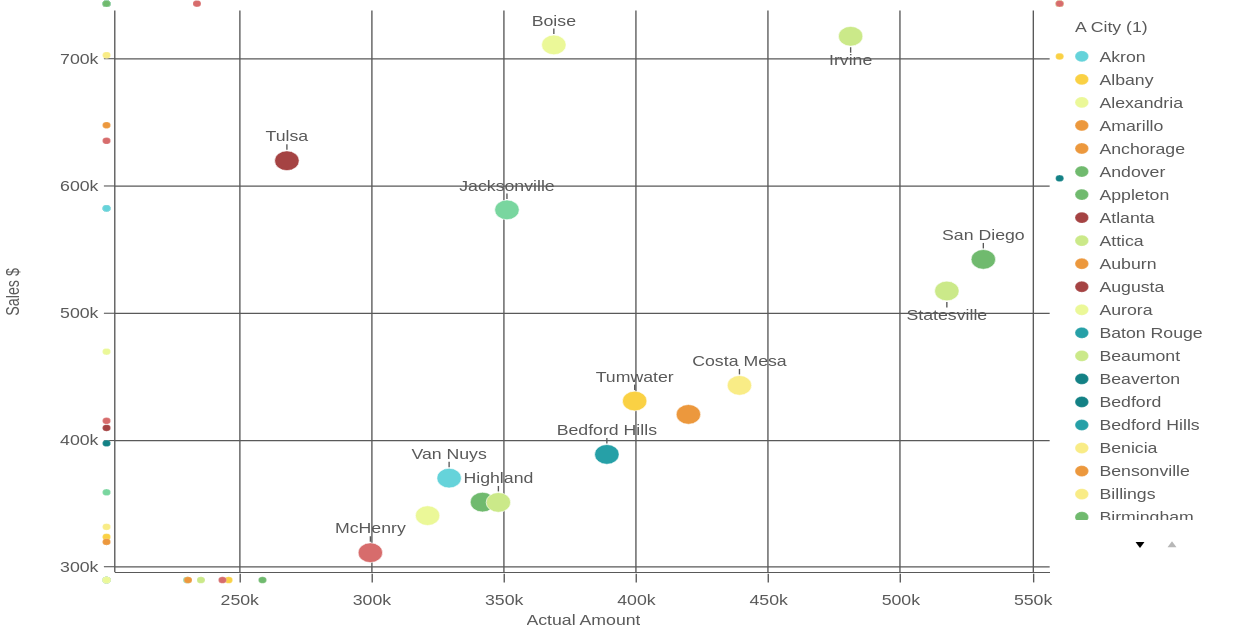 Boise
A City (1)
Irvine
700k
Akron
Albany
Alexandria
Amarillo
Tulsa
Anchorage
Andover
600k
Jacksonville
Appleton
Atlanta
San Diego
Attica
Auburn
Sales $
Augusta
500k
Statesville
Aurora
Baton Rouge
Costa Mesa
Beaumont
Tumwater
Beaverton
Bedford
Bedford Hills
Bedford Hills
400k
Van Nuys
Benicia
Highland
Bensonville
Billings
McHenry
Birmingham
300k
250k 300k 350k 400k 450k 500k 550k
Actual Amount